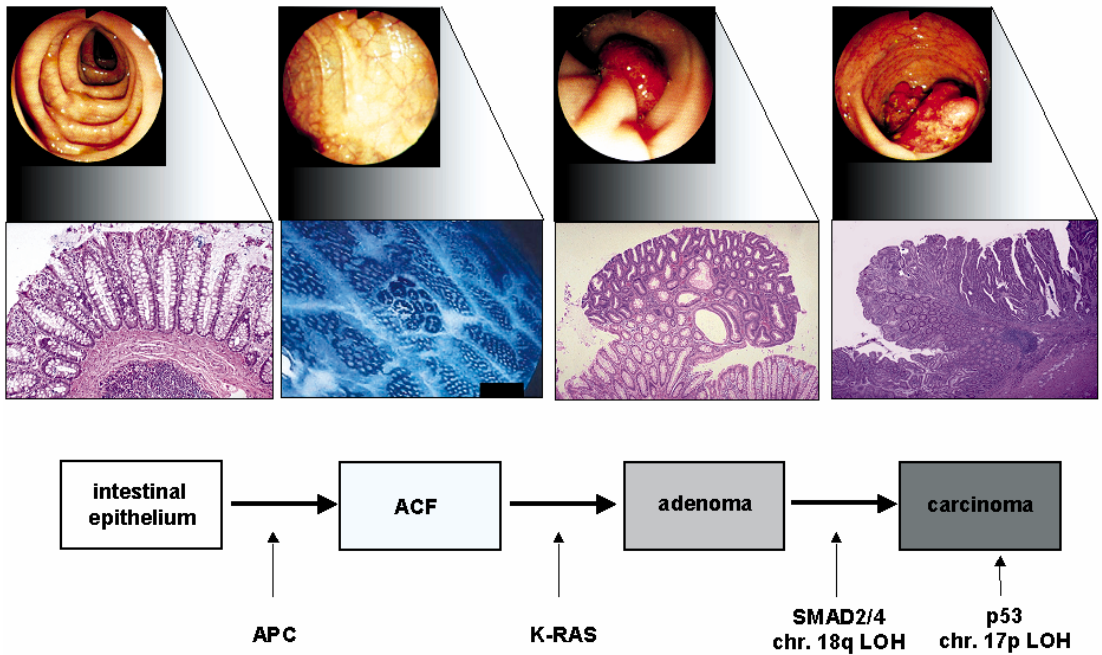 intestinal
epithelium
ACF
adenoma
carcinoma
APC
K-RAS
SMAD2/4
chr. 18q LOH
p53
chr. 17p LOH